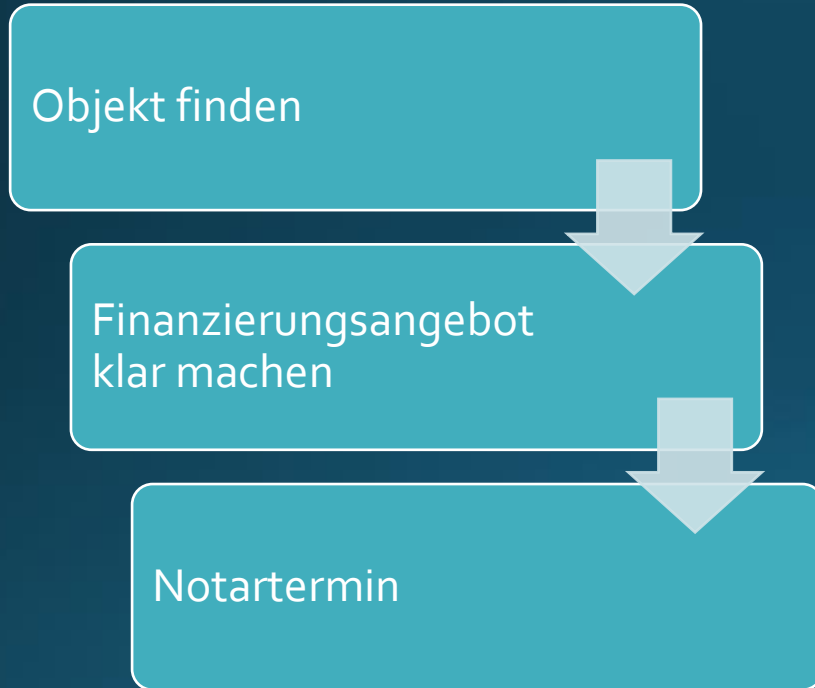 Objekt finden
Finanzierungsangebot
klar machen
Notartermin